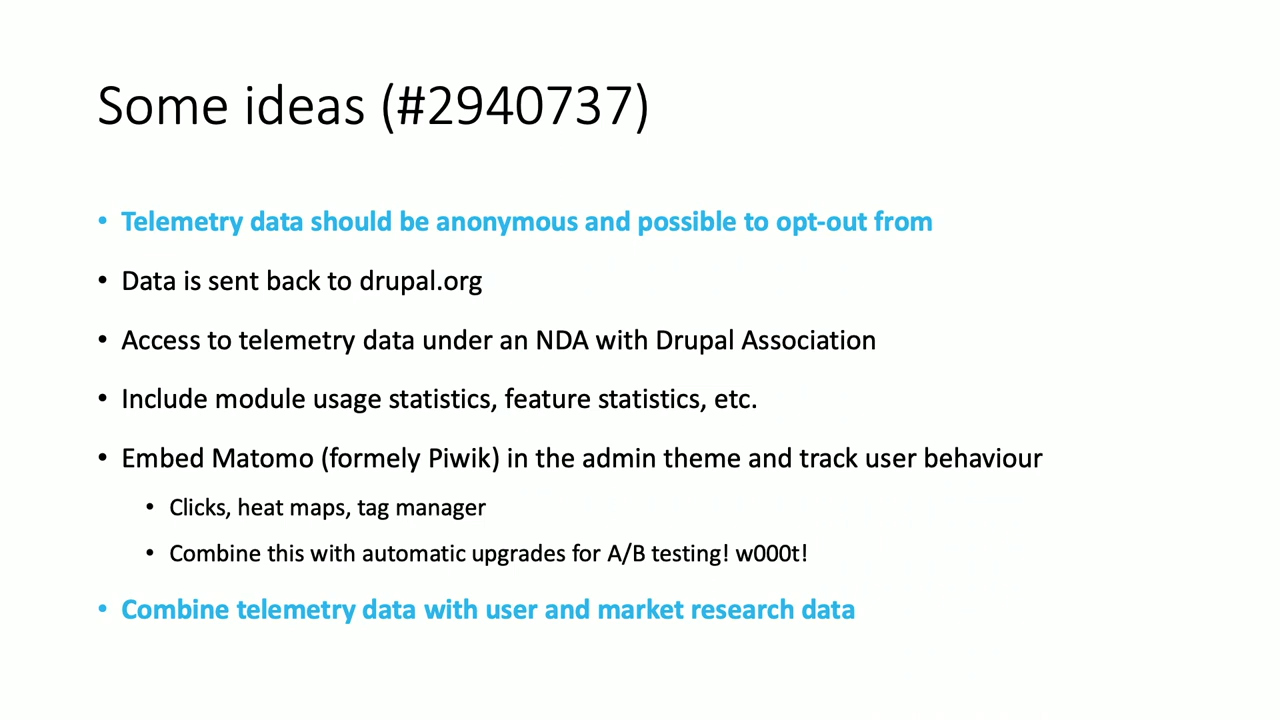 Some ideas (#2940737)
• Telemetry data should be anonymous and possible to opt-out from
• Data is sent back to drupal.org
• Access to telemetry data under an NDA with Drupal Association
• Include module usage statistics, feature statistics, etc.
• Embed Matomo (formely Piwik) in the admin theme and track user behaviour
• Clicks, heat maps, tag manager
• Combine this with automatic upgrades for A/B testing! w000t!
• Combine telemetry data with user and market research data